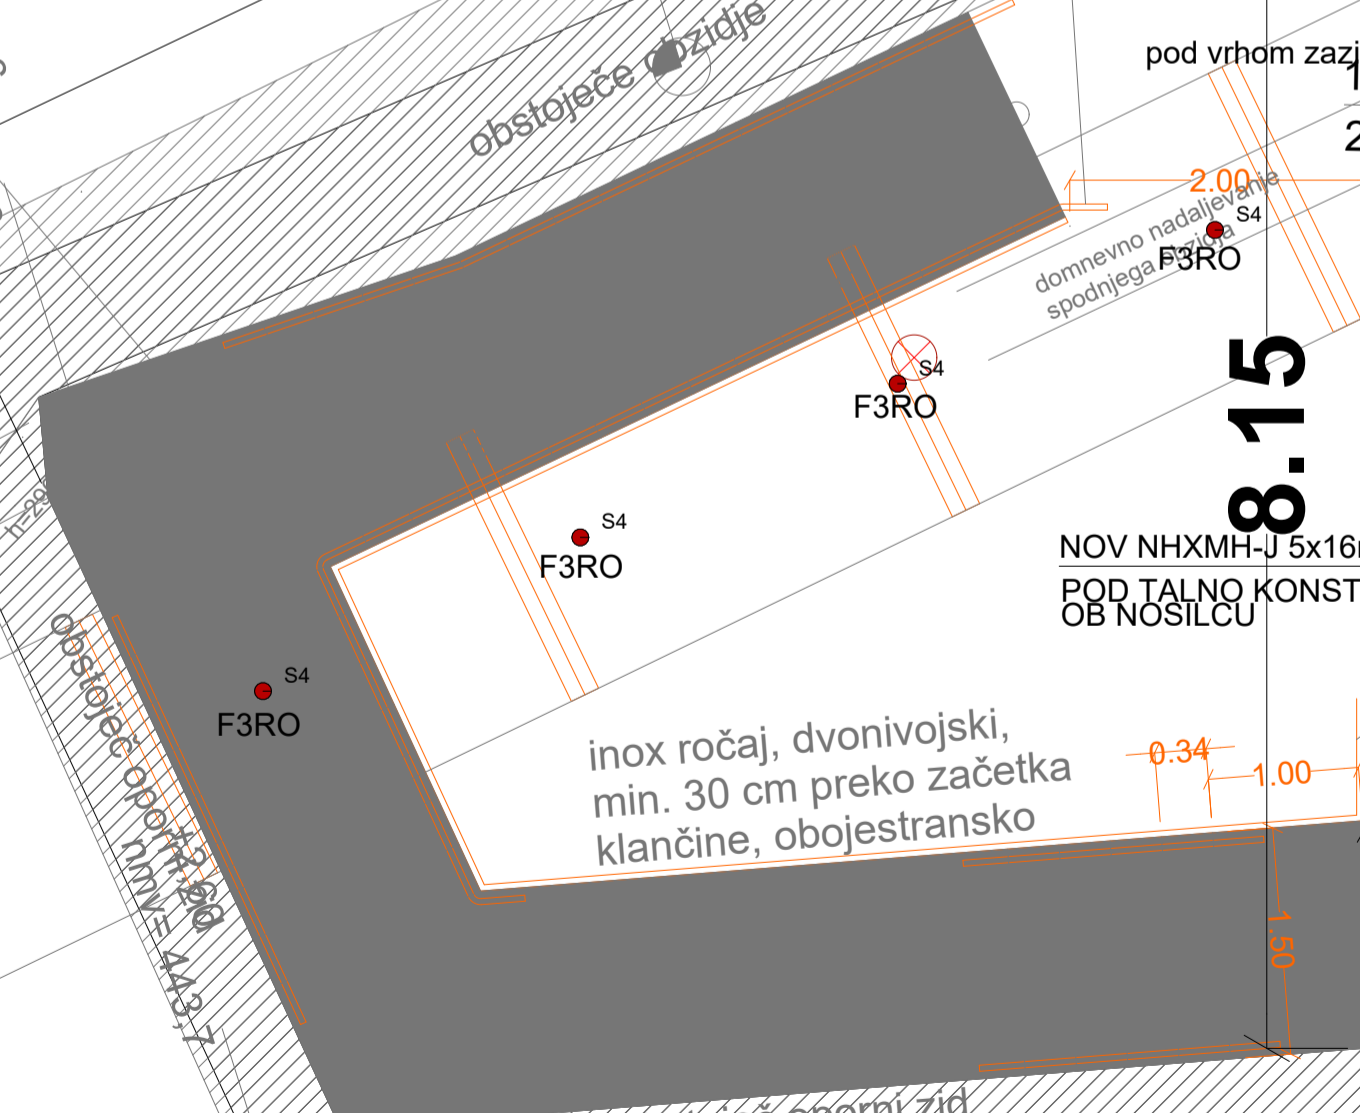 obstoječe obzidje
pod vrhom zazi
2.00
domnevno nadaljevanje
spodnjega obzidja
S4
F3RO
S4
F3RO
8.15
S4
F3RO
NOV NHXMH-J 5x16
POD TALNO KONST
OB NOSILCU
S4
F3RO
obstoječ oporni zid
nmv= 443,7
h=29
inox ročaj, dvonivojski,
min. 30 cm preko začetka
klančine, obojestransko
0.34
1.00
1.50
oporni zid